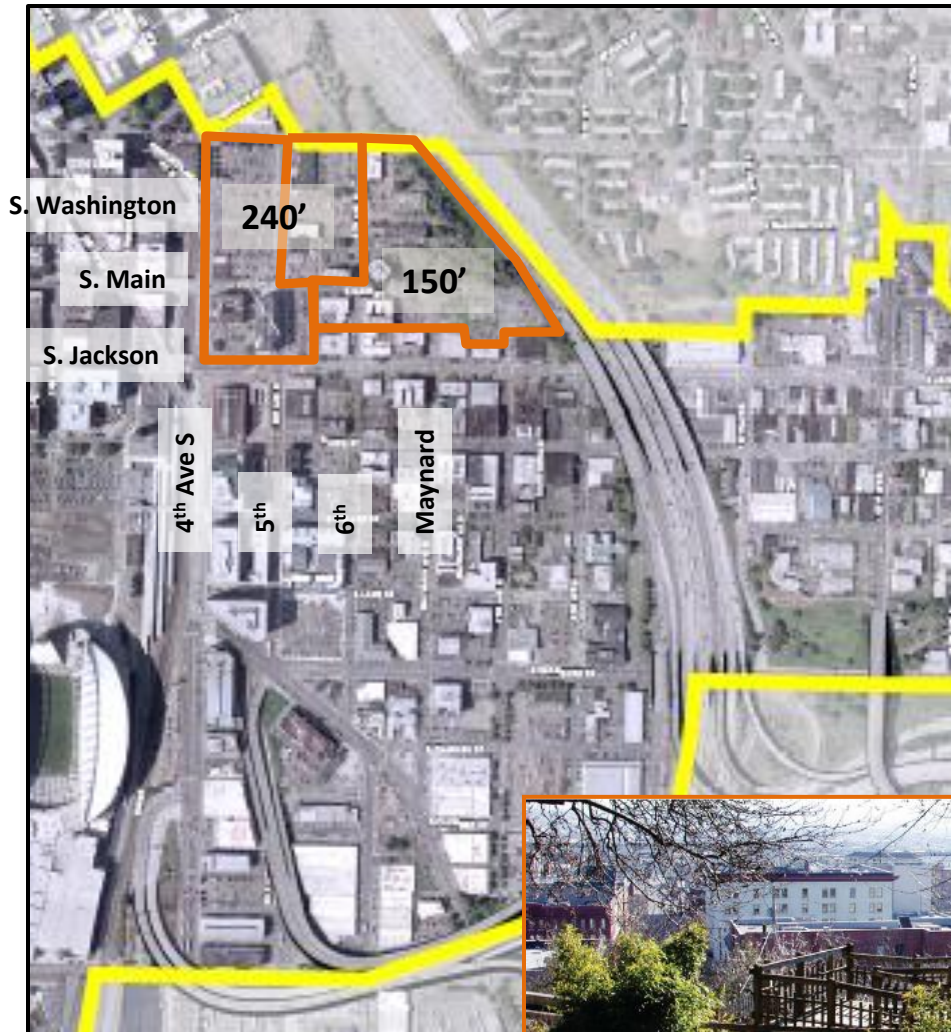 S. Washington
240’
S. Main
150’
S. Jackson
4th Ave S
5th
6th
Maynard